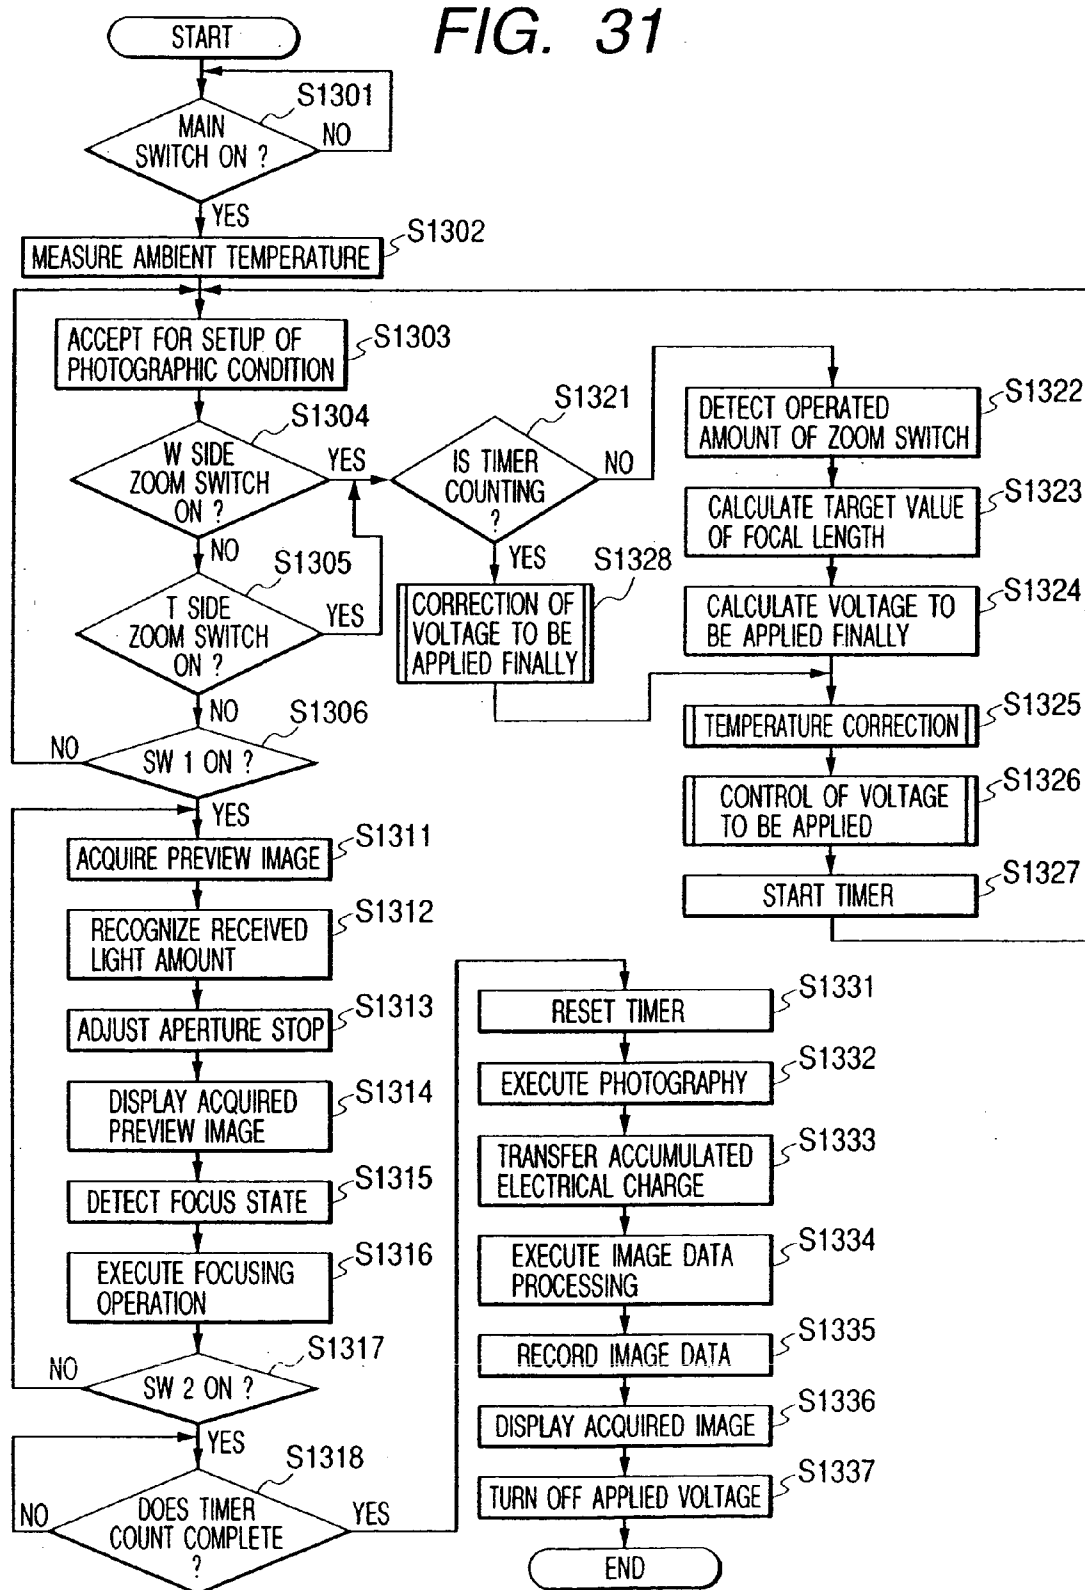 FIG. 31
START
S1301
MAIN
SWITCH ON ?
NO
YES
S1302
MEASURE AMBIENT TEMPERATURE
ACCEPT FOR SETUP OF
PHOTOGRAPHIC CONDITION
S1303
S1304
W SIDE
ZOOM SWITCH
ON ?
YES
NO
S1305
T SIDE
ZOOM SWITCH
ON ?
YES
NO
S1306
SW 1 ON ?
NO
YES
S1311
ACQUIRE PREVIEW IMAGE
S1312
RECOGNIZE RECEIVED
LIGHT AMOUNT
S1313
ADJUST APERTURE STOP
S1314
DISPLAY ACQUIRED
PREVIEW IMAGE
S1315
DETECT FOCUS STATE
S1316
EXECUTE FOCUSING
OPERATION
S1317
SW 2 ON ?
NO
YES
S1318
DOES TIMER
COUNT COMPLETE
?
NO
YES
S1321
IS TIMER
COUNTING
?
NO
YES
S1328
CORRECTION OF
VOLTAGE TO BE
APPLIED FINALLY
S1322
DETECT OPERATED
AMOUNT OF ZOOM SWITCH
S1323
CALCULATE TARGET VALUE
OF FOCAL LENGTH
S1324
CALCULATE VOLTAGE TO
BE APPLIED FINALLY
S1325
TEMPERATURE CORRECTION
S1326
CONTROL OF VOLTAGE
TO BE APPLIED
S1327
START TIMER
S1331
RESET TIMER
S1332
EXECUTE PHOTOGRAPHY
S1333
TRANSFER ACCUMULATED
ELECTRICAL CHARGE
S1334
EXECUTE IMAGE DATA
PROCESSING
S1335
RECORD IMAGE DATA
S1336
DISPLAY ACQUIRED IMAGE
S1337
TURN OFF APPLIED VOLTAGE
END